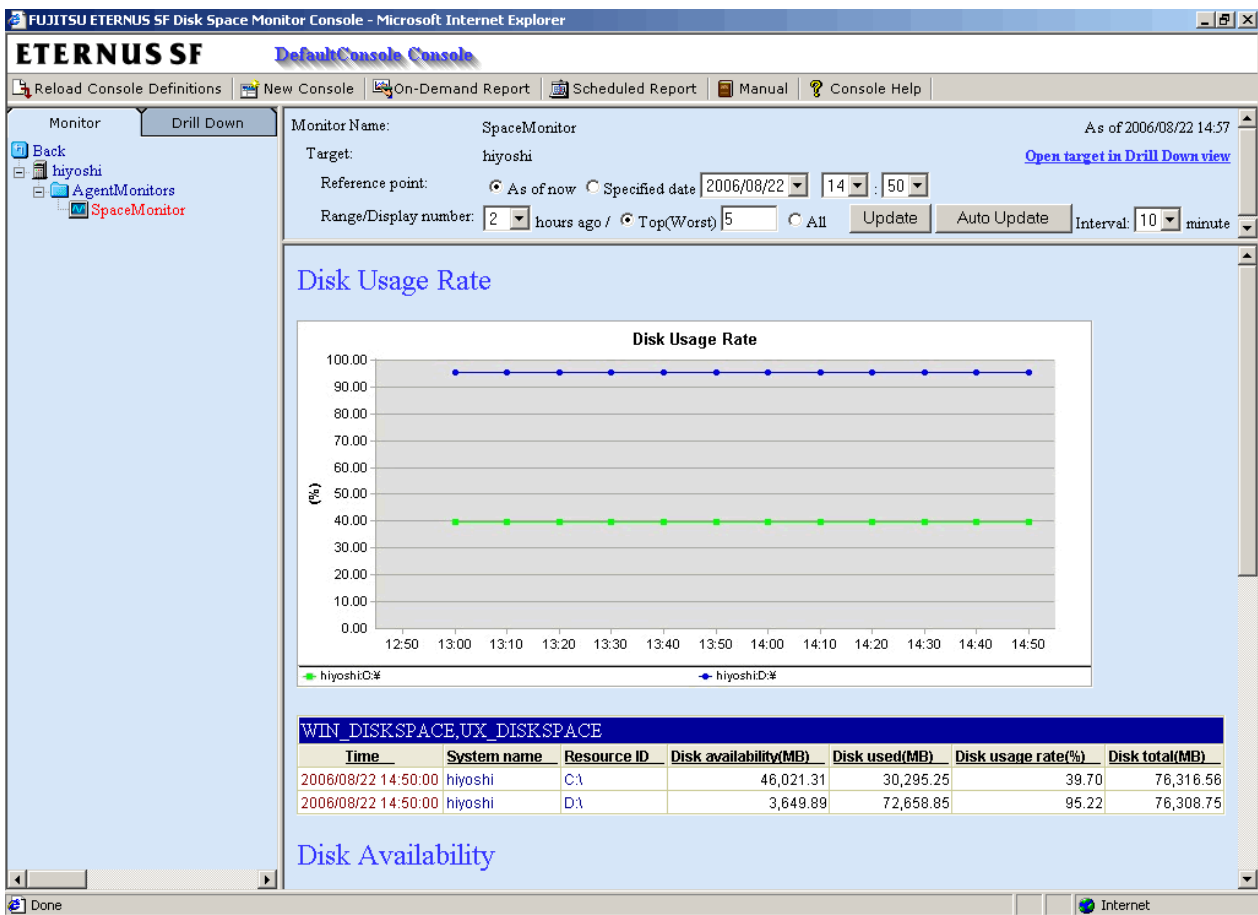 FUJITSU ETERNUS SF Disk Space Monitor Console - Microsoft Internet Explorer
ETERNUS SF DefaultConsole Console
Reload Console Definitions New Console On-Demand Report Scheduled Report Manual Console Help
Monitor Drill Down
Back
hiyoshi
AgentMonitors
SpaceMonitor
Monitor Name: SpaceMonitor As of 2006/08/22 14:57
Target: hiyoshi Open target in Drill Down view
Reference point: As of now Specified date 2006/08/22 14 : 50
Range/Display number: 2 hours ago / Top(Worst) 5 All Update Auto Update Interval: 10 minute
Disk Usage Rate
Disk Usage Rate
100.00
90.00
80.00
70.00
60.00
50.00
40.00
30.00
20.00
10.00
0.00
(%)
12:50 13:00 13:10 13:20 13:30 13:40 13:50 14:00 14:10 14:20 14:30 14:40 14:50
hiyoshi:C:¥ hiyoshi:D:¥
WIN_DISKSPACE,UX_DISKSPACE
Time System name Resource ID Disk availability(MB) Disk used(MB) Disk usage rate(%) Disk total(MB)
2006/08/22 14:50:00 hiyoshi C:\ 46,021.31 30,295.25 39.70 76,316.56
2006/08/22 14:50:00 hiyoshi D:\ 3,649.89 72,658.85 95.22 76,308.75
Disk Availability
Done Internet